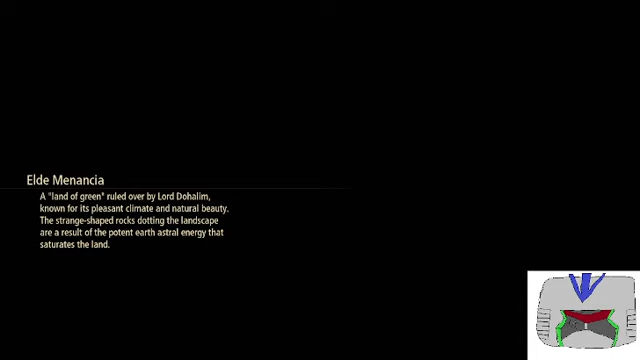 Elde Menancia
A "land of green" ruled over by Lord Dohalim,
known for its pleasant climate and natural beauty.
The strange-shaped rocks dotting the landscape
are a result of the potent earth astral energy that
saturates the land.